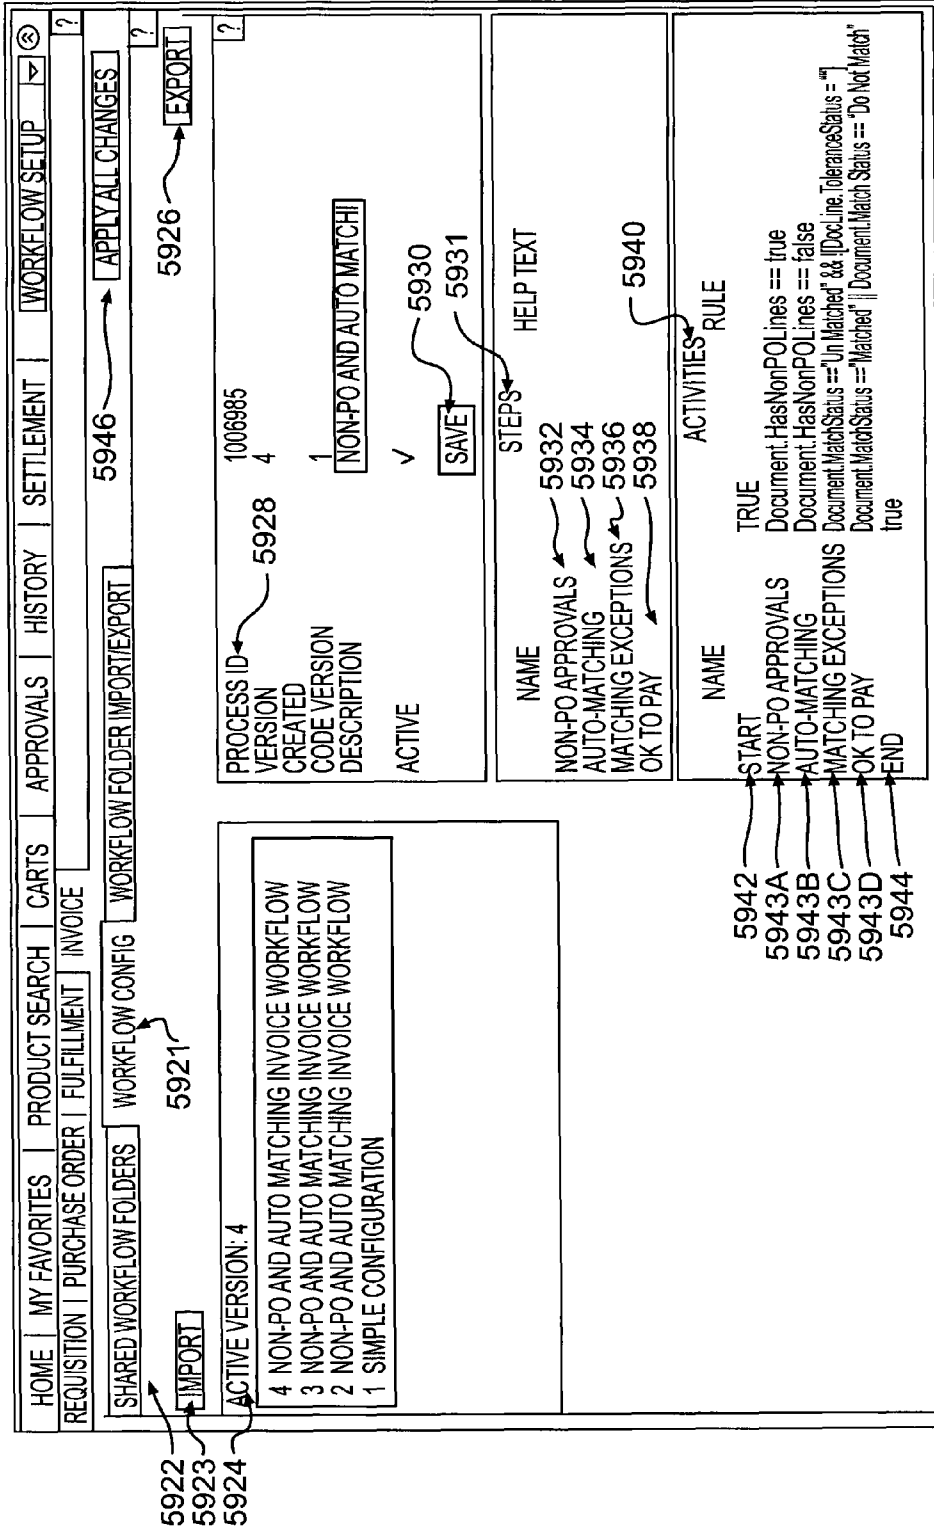 HOME | MY FAVORITES | PRODUCT SEARCH | CARTS | APPROVALS | HISTORY | SETTLEMENT | WORKFLOW SETUP
REQUISITION | PURCHASE ORDER | FULFILLMENT | INVOICE ?
5946 APPLY ALL CHANGES
SHARED WORKFLOW FOLDERS WORKFLOW CONFIG WORKFLOW FOLDER IMPORT/EXPORT ?
5922
5921
5926
5923 IMPORT EXPORT
5924 ACTIVE VERSION: 4
4 NON-PO AND AUTO MATCHING INVOICE WORKFLOW
3 NON-PO AND AUTO MATCHING INVOICE WORKFLOW
2 NON-PO AND AUTO MATCHING INVOICE WORKFLOW
1 SIMPLE CONFIGURATION
?
PROCESS ID 5928 1006985
VERSION 4
CREATED
CODE VERSION 1
DESCRIPTION NON-PO AND AUTO MATCHI
ACTIVE ✓ 5930
SAVE 5931
STEPS
NAME HELP TEXT
NON-PO APPROVALS 5932
AUTO-MATCHING 5934
MATCHING EXCEPTIONS 5936
OK TO PAY 5938
5940
ACTIVITIES
NAME RULE
5942 START TRUE
5943A NON-PO APPROVALS Document.HasNonPOLines == true
5943B AUTO-MATCHING Document.HasNonPOLines == false
5943C MATCHING EXCEPTIONS Document.MatchStatus =="Un Matched" && ![DocLine.ToleranceStatus = ""]
5943D OK TO PAY Document.MatchStatus =="Matched" || Document.Match Status == "Do Not Match"
5944 END true